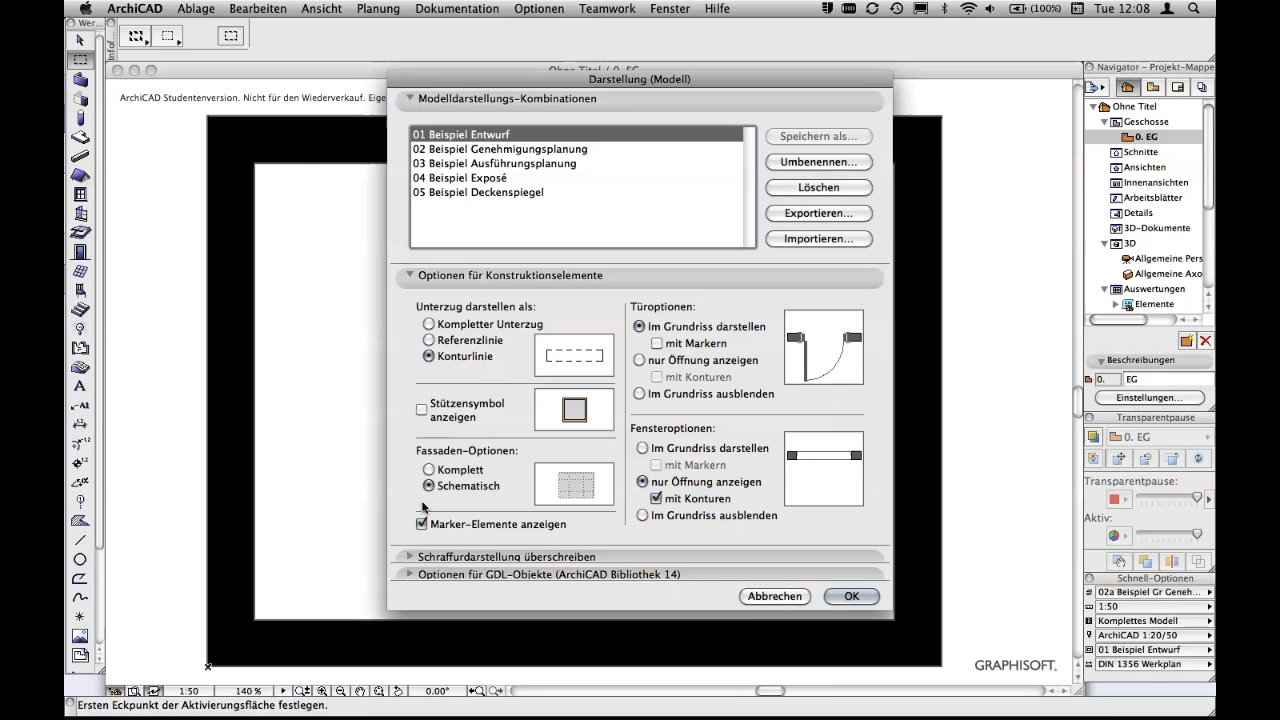 ArchiCAD Ablage Bearbeiten Ansicht Planung Dokumentation Optionen Teamwork Fenster Hilfe (100%) Tue 12:08
Wer...
Infof...
Ohne Titel / 0. EG
ArchiCAD Studentenversion. Nicht für den Wiederverkauf. Eige
Darstellung (Modell)
Modelldarstellungs-Kombinationen
01 Beispiel Entwurf
02 Beispiel Genehmigungsplanung
03 Beispiel Ausführungsplanung
04 Beispiel Exposé
05 Beispiel Deckenspiegel
Speichern als...
Umbenennen...
Löschen
Exportieren...
Importieren...
Optionen für Konstruktionselemente
Unterzug darstellen als:
Kompletter Unterzug
Referenzlinie
Konturlinie
Stützensymbol
anzeigen
Fassaden-Optionen:
Komplett
Schematisch
Marker-Elemente anzeigen
Türoptionen:
Im Grundriss darstellen
mit Markern
nur Öffnung anzeigen
mit Konturen
Im Grundriss ausblenden
Fensteroptionen:
Im Grundriss darstellen
mit Markern
nur Öffnung anzeigen
mit Konturen
Im Grundriss ausblenden
Schraffurdarstellung überschreiben
Optionen für GDL-Objekte (ArchiCAD Bibliothek 14)
Abbrechen OK
Navigator - Projekt-Mappe
Ohne Titel
Geschosse
0. EG
Schnitte
Ansichten
Innenansichten
Arbeitsblätter
Details
3D-Dokumente
3D
Allgemeine Pers
Allgemeine Axo
Auswertungen
Elemente
Beschreibungen
0. EG
Einstellungen...
Transparentpause
0. EG
Transparentpause:
Aktiv:
Schnell-Optionen
02a Beispiel Gr Geneh...
1:50
Komplettes Modell
ArchiCAD 1:20/50
01 Beispiel Entwurf
DIN 1356 Werkplan
GRAPHISOFT.
1:50 140 % 0.00°
Ersten Eckpunkt der Aktivierungsfläche festlegen.